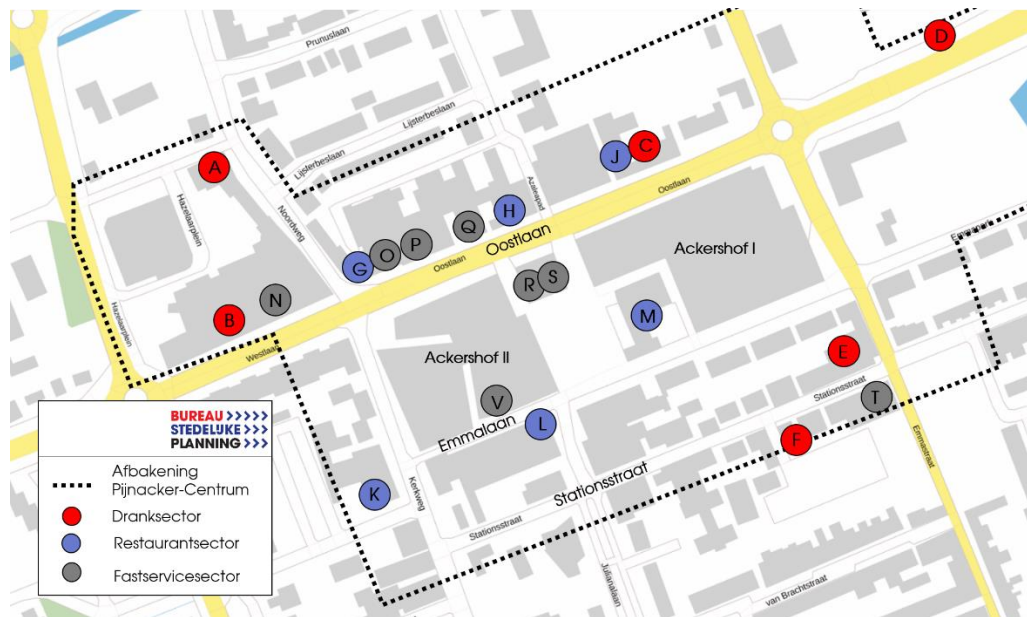 Prunuslaan
D
Lijsterbeslaan
Lijsterbeslaan
A
J
C
Oostlaan
Hazelaarplein
Noordweg
Azaleapad
H
Q
P
O
G
Oostlaan
Oostlaan
Ackershof I
R
S
N
B
M
Hazelaarplein
Westlaan
Ackershof II
E
Stationsstraat
T
V
Emmalaan
L
F
Emmastraat
K
Kerkweg
Stationsstraat
Stationsstraat
Julianalaan
van Brachtstraat
BUREAU >>>>>
STEDELIJKE >>>>
PLANNING >>>
Afbakening
Pijnacker-Centrum
Dranksector
Restaurantsector
Fastservicesector